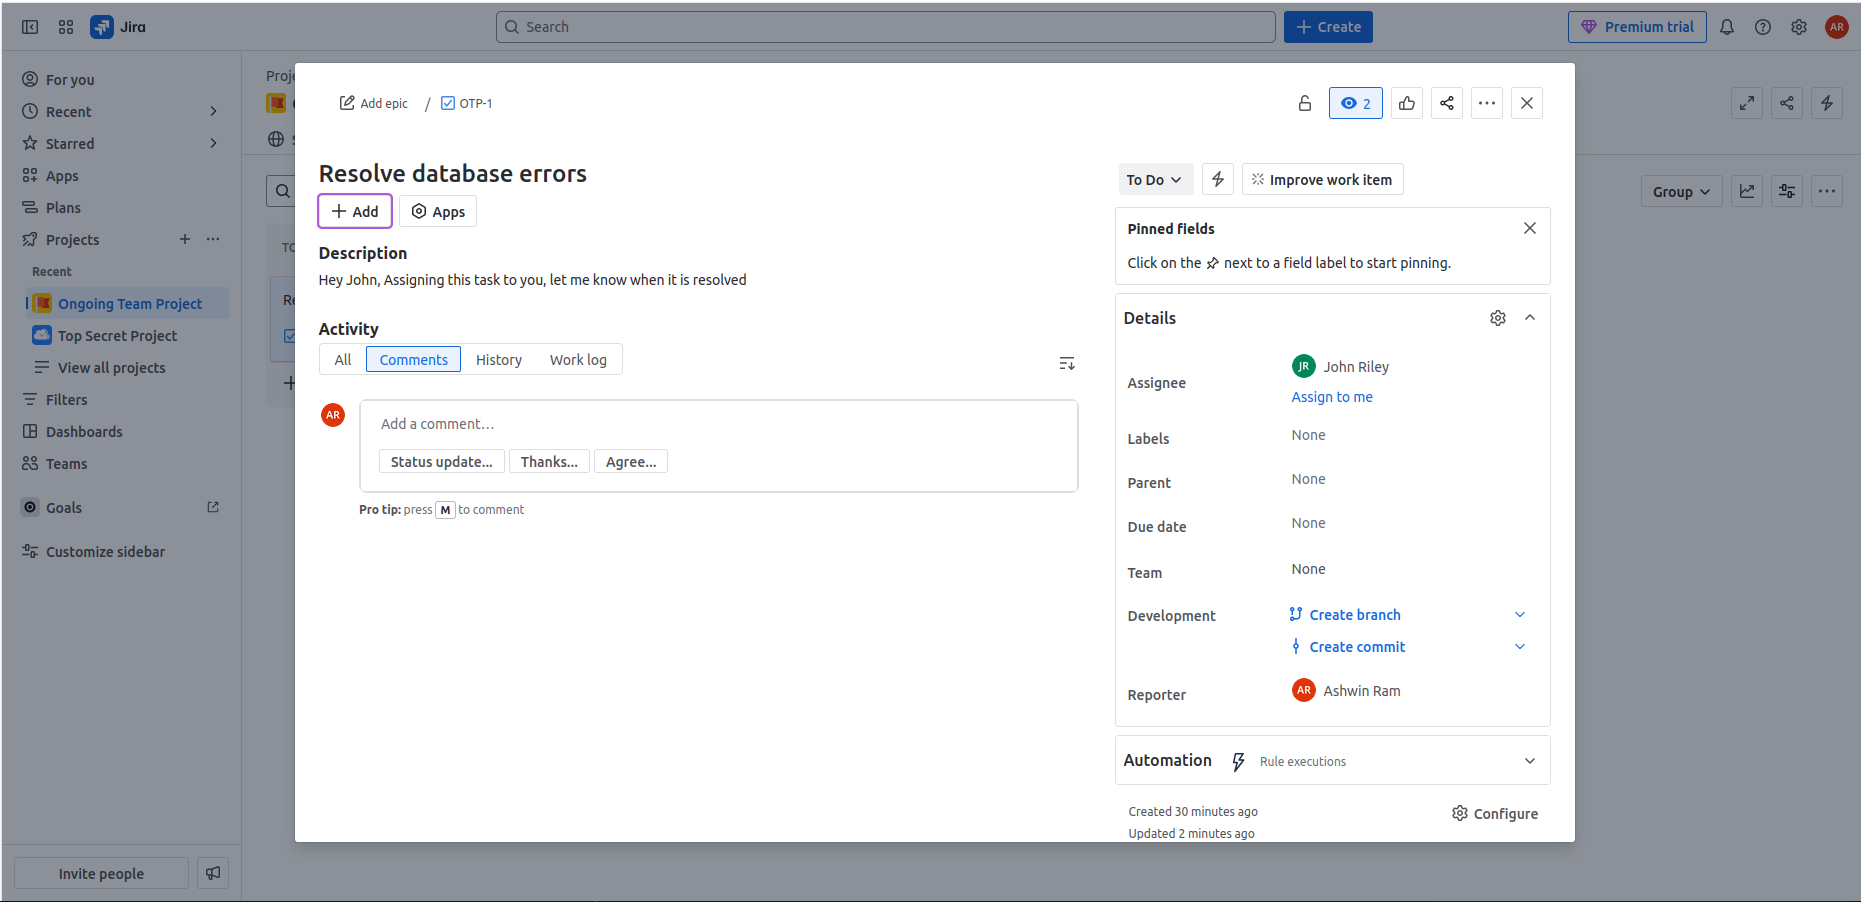 Jira
Search
Create
Premium trial
AR
For you
Recent
Starred
Apps
Plans
Projects
Recent
Ongoing Team Project
Top Secret Project
View all projects
Filters
Dashboards
Teams
Goals
Customize sidebar
Invite people
Proje
TO
Re
Group
Add epic / OTP-1
2
Resolve database errors
Add
Apps
Description
Hey John, Assigning this task to you, let me know when it is resolved
Activity
All Comments History Work log
AR
Add a comment...
Status update... Thanks... Agree...
Pro tip: press M to comment
To Do
Improve work item
Pinned fields
Click on the next to a field label to start pinning.
Details
Assignee JR John Riley
Assign to me
Labels None
Parent None
Due date None
Team None
Development Create branch
Create commit
Reporter AR Ashwin Ram
Automation Rule executions
Created 30 minutes ago
Updated 2 minutes ago
Configure